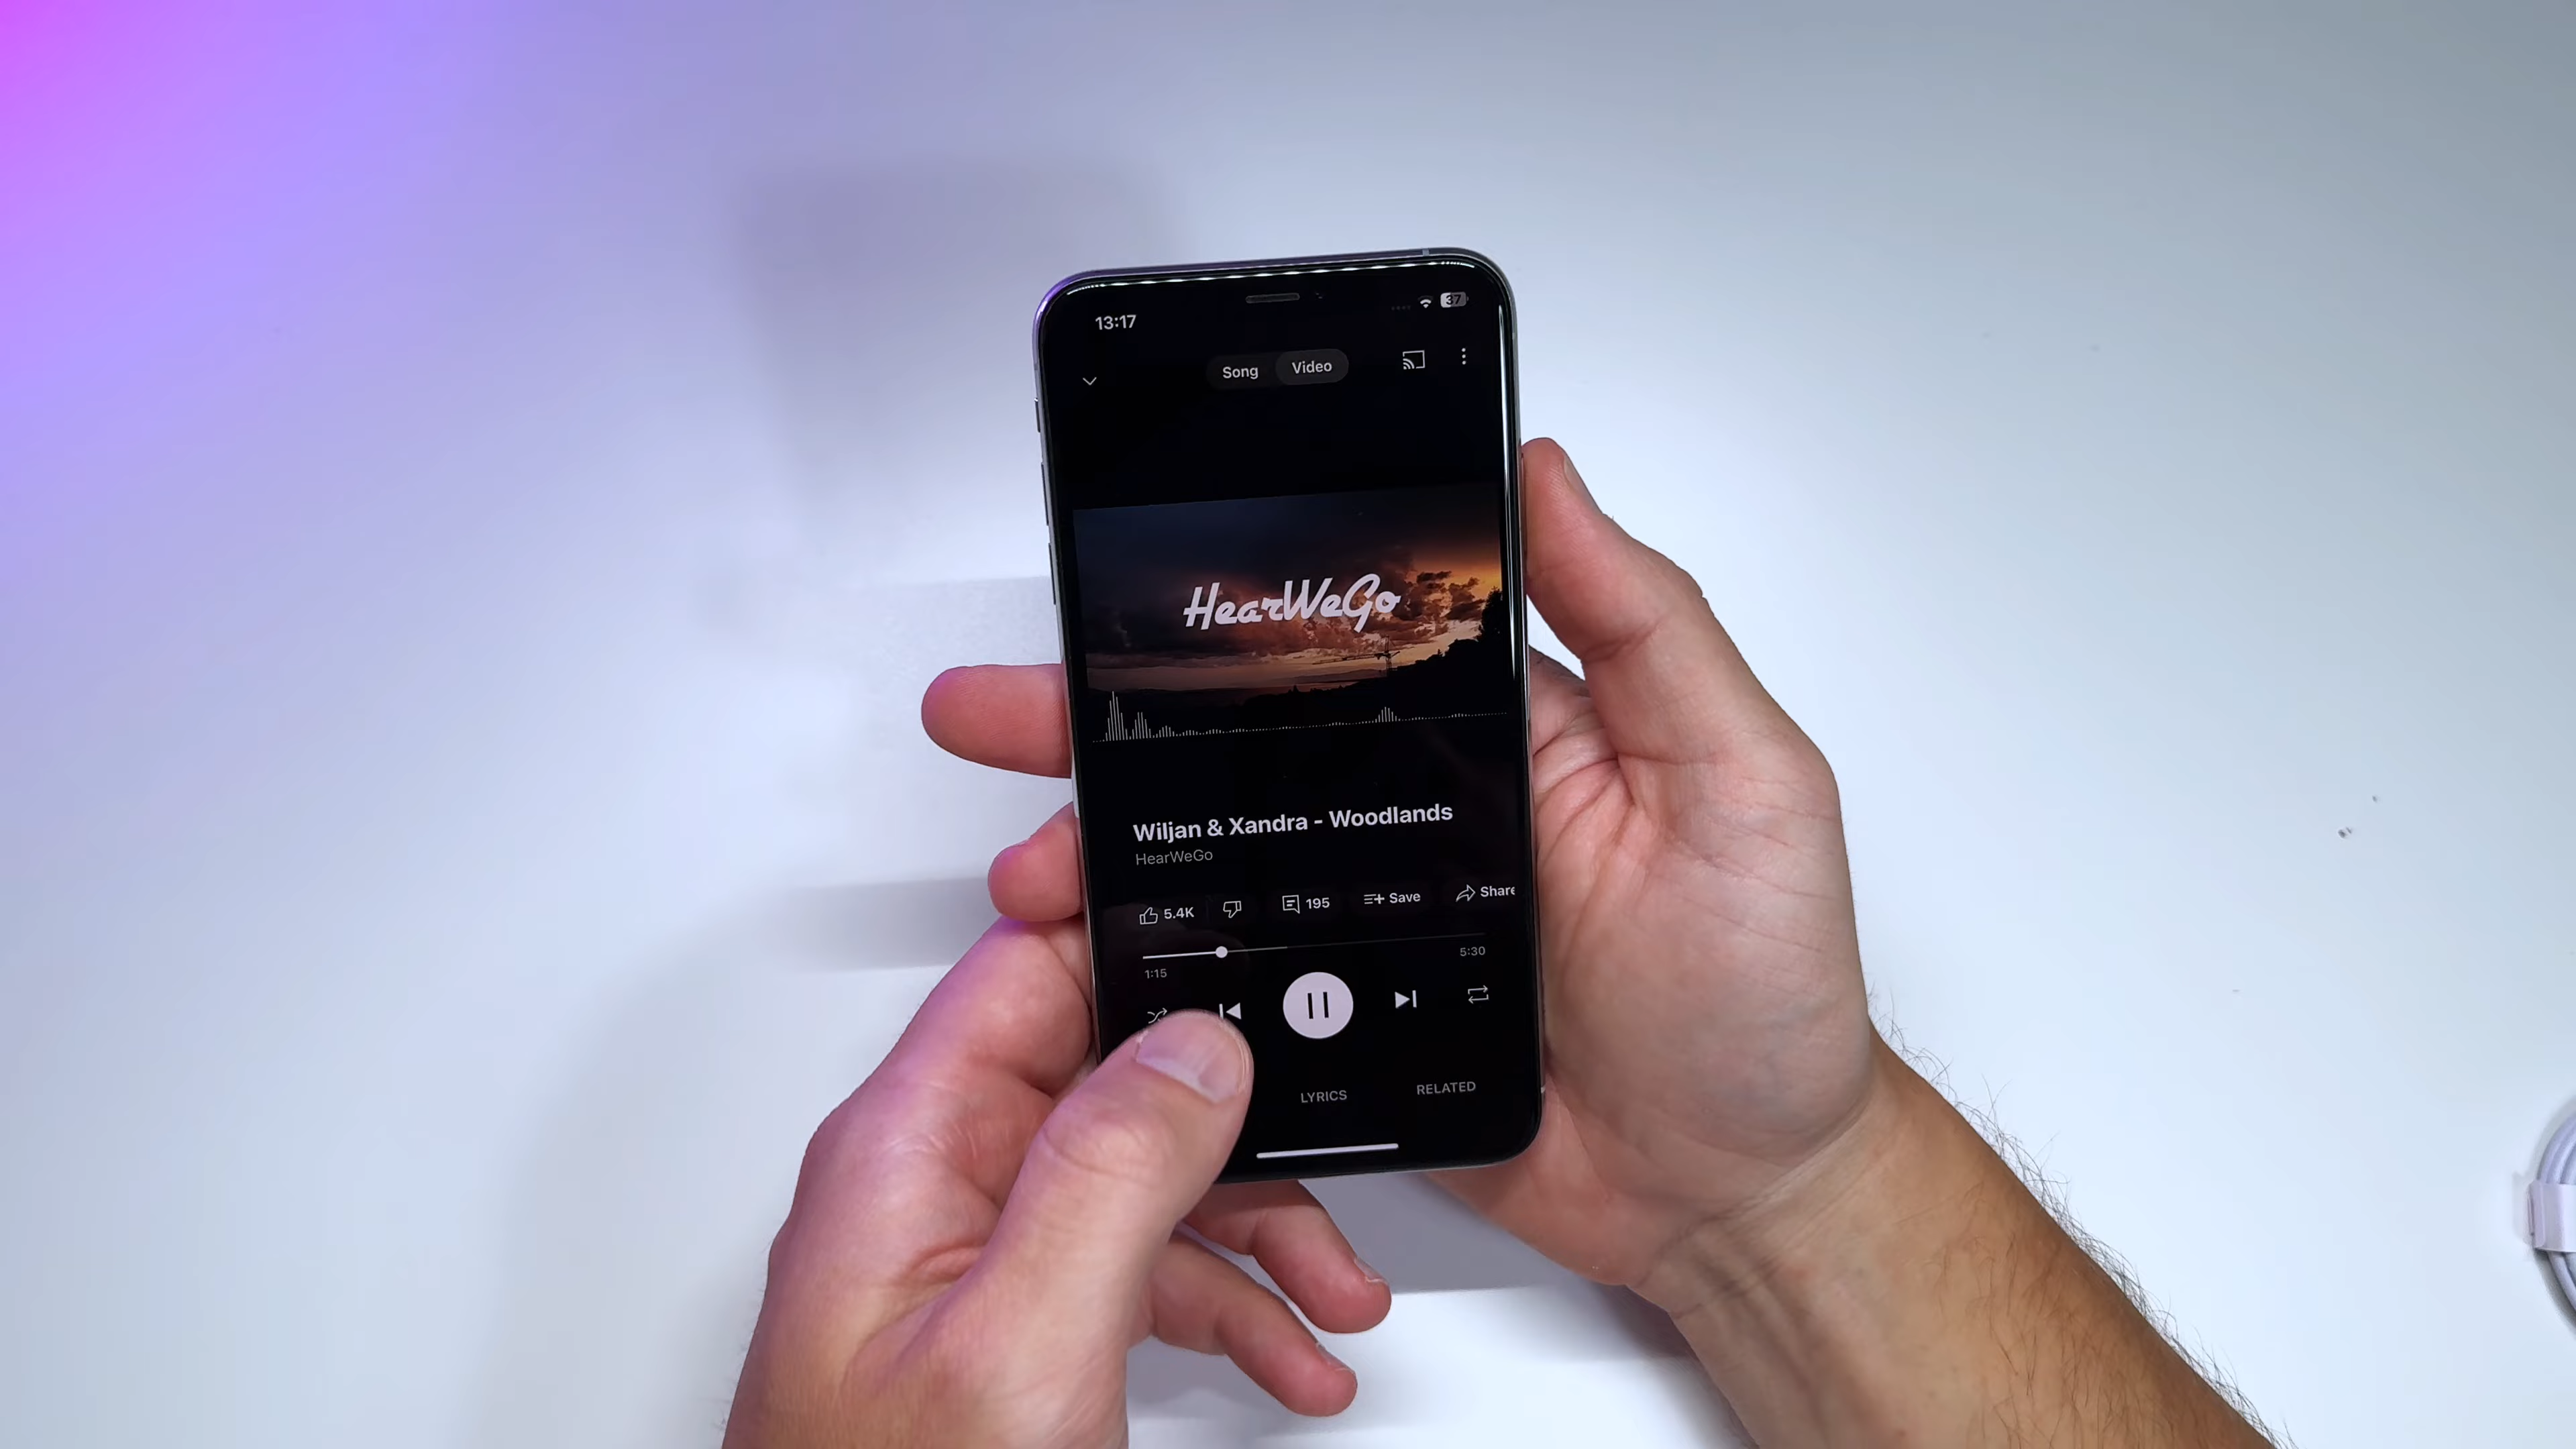 13:17
37
Song
Video
HearWeGo
Wiljan & Xandra - Woodlands
HearWeGo
5.4K
195
Save
Share
1:15
5:30
LYRICS
RELATED